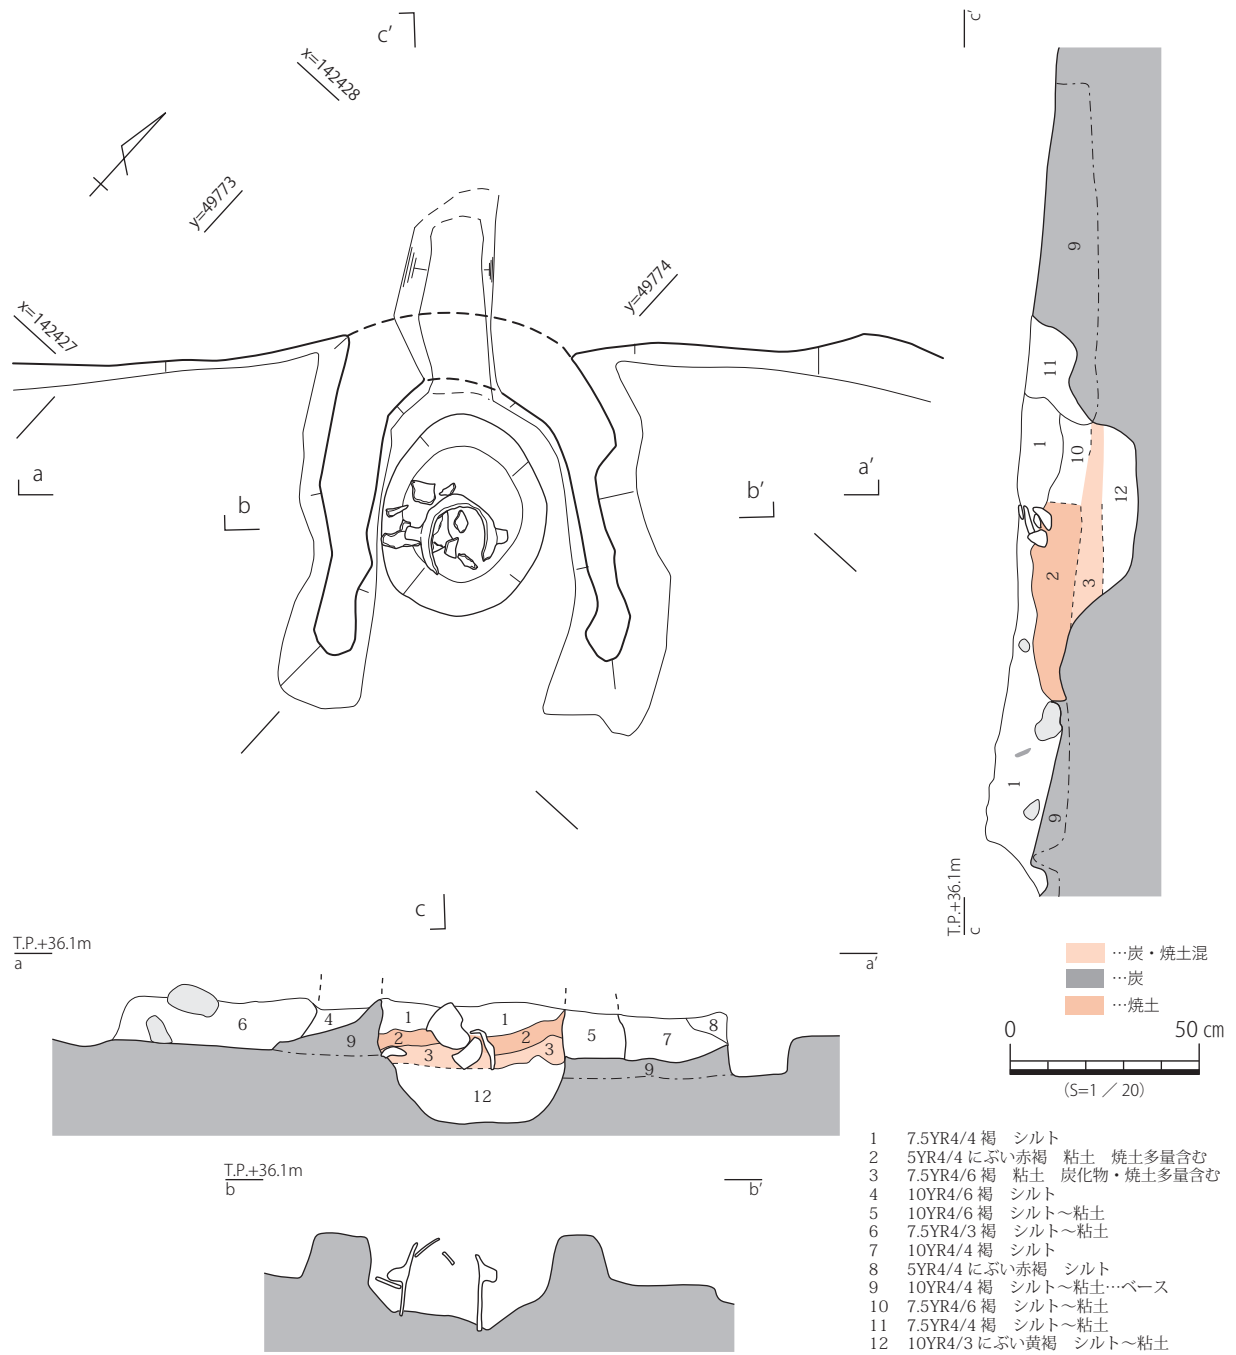 c′
c′
x=142428
y=49773
y=49774
x=142427
a
a′
b
b′
c
9
11
1
10
12
2
3
1
9
T.P.+36.1m
c
…炭・焼土混
…炭
…焼土
0 50 cm
(S=1 ／ 20)
T.P.+36.1m
a a′
6 4 9 1 1 2 2 3 3 5 7 8 9 12
T.P.+36.1m
b b′
1 7.5YR4/4 褐 シルト
2 5YR4/4 にぶい赤褐 粘土 焼土多量含む
3 7.5YR4/6 褐 粘土 炭化物・焼土多量含む
4 10YR4/6 褐 シルト
5 10YR4/6 褐 シルト～粘土
6 7.5YR4/3 褐 シルト～粘土
7 10YR4/4 褐 シルト
8 5YR4/4 にぶい赤褐 シルト
9 10YR4/4 褐 シルト～粘土…ベース
10 7.5YR4/6 褐 シルト～粘土
11 7.5YR4/4 褐 シルト～粘土
12 10YR4/3 にぶい黄褐 シルト～粘土